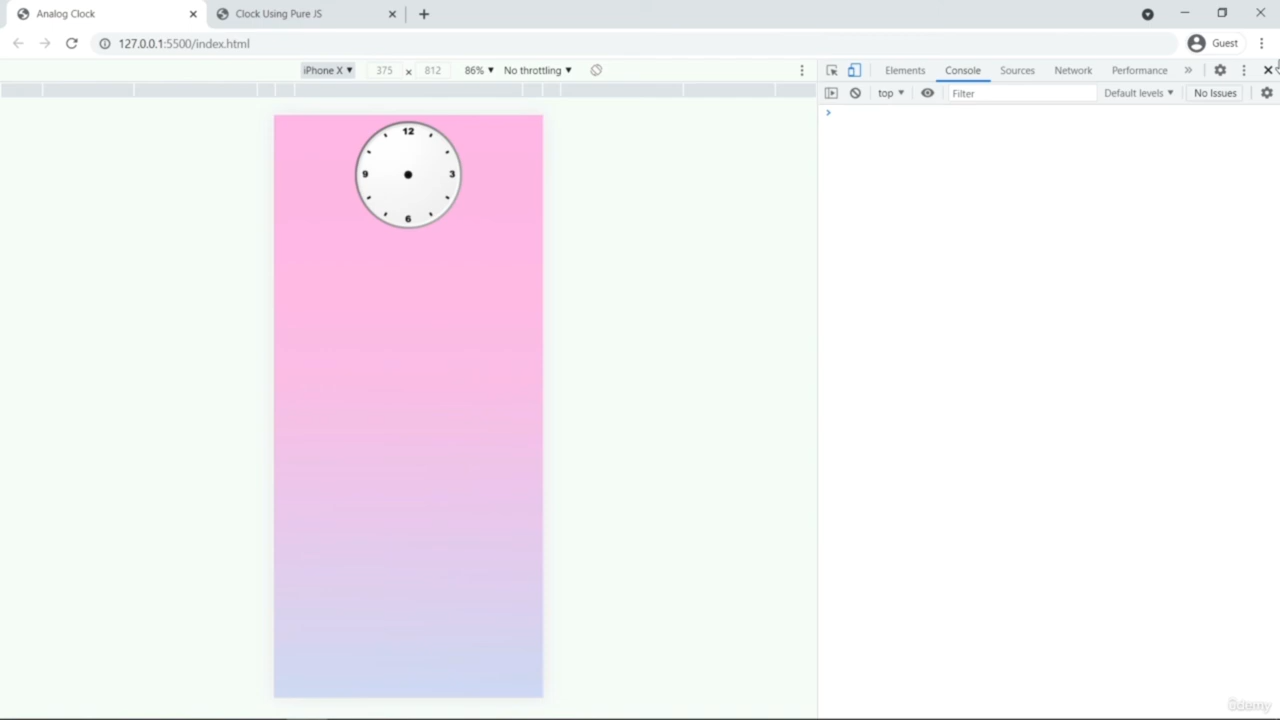 Analog Clock
Clock Using Pure JS
127.0.0.1:5500/index.html
Guest
iPhone X ▼ 375 × 812 86% ▼ No throttling ▼
Elements Console Sources Network Performance »
top ▼ Filter Default levels ▼ No Issues
12
9 3
6
ûdemy